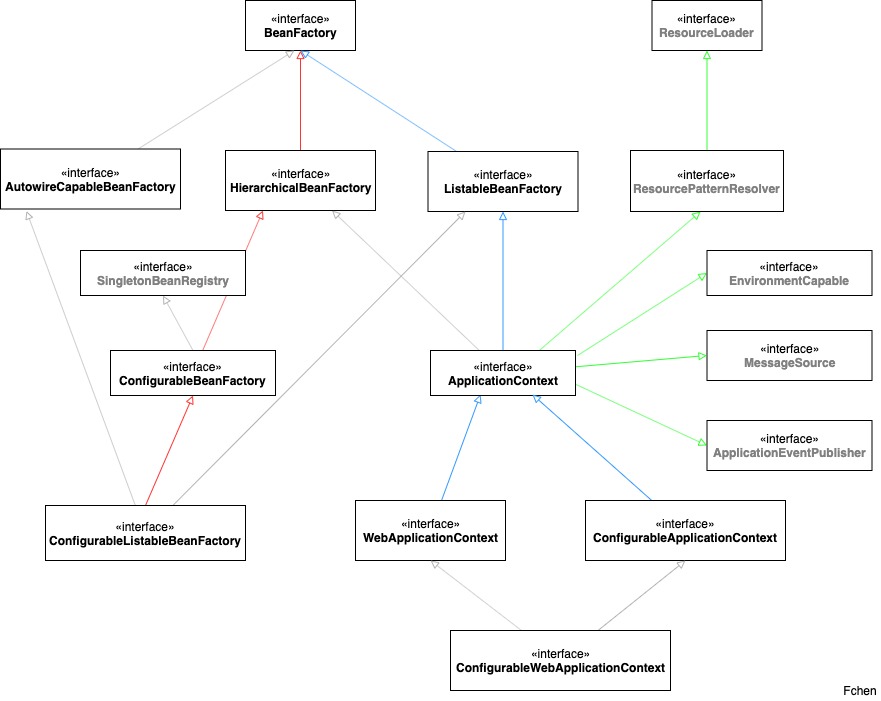 «interface»
BeanFactory
«interface»
ResourceLoader
«interface»
AutowireCapableBeanFactory
«interface»
HierarchicalBeanFactory
«interface»
ListableBeanFactory
«interface»
ResourcePatternResolver
«interface»
SingletonBeanRegistry
«interface»
EnvironmentCapable
«interface»
MessageSource
«interface»
ConfigurableBeanFactory
«interface»
ApplicationContext
«interface»
ApplicationEventPublisher
«interface»
ConfigurableListableBeanFactory
«interface»
WebApplicationContext
«interface»
ConfigurableApplicationContext
«interface»
ConfigurableWebApplicationContext
Fchen